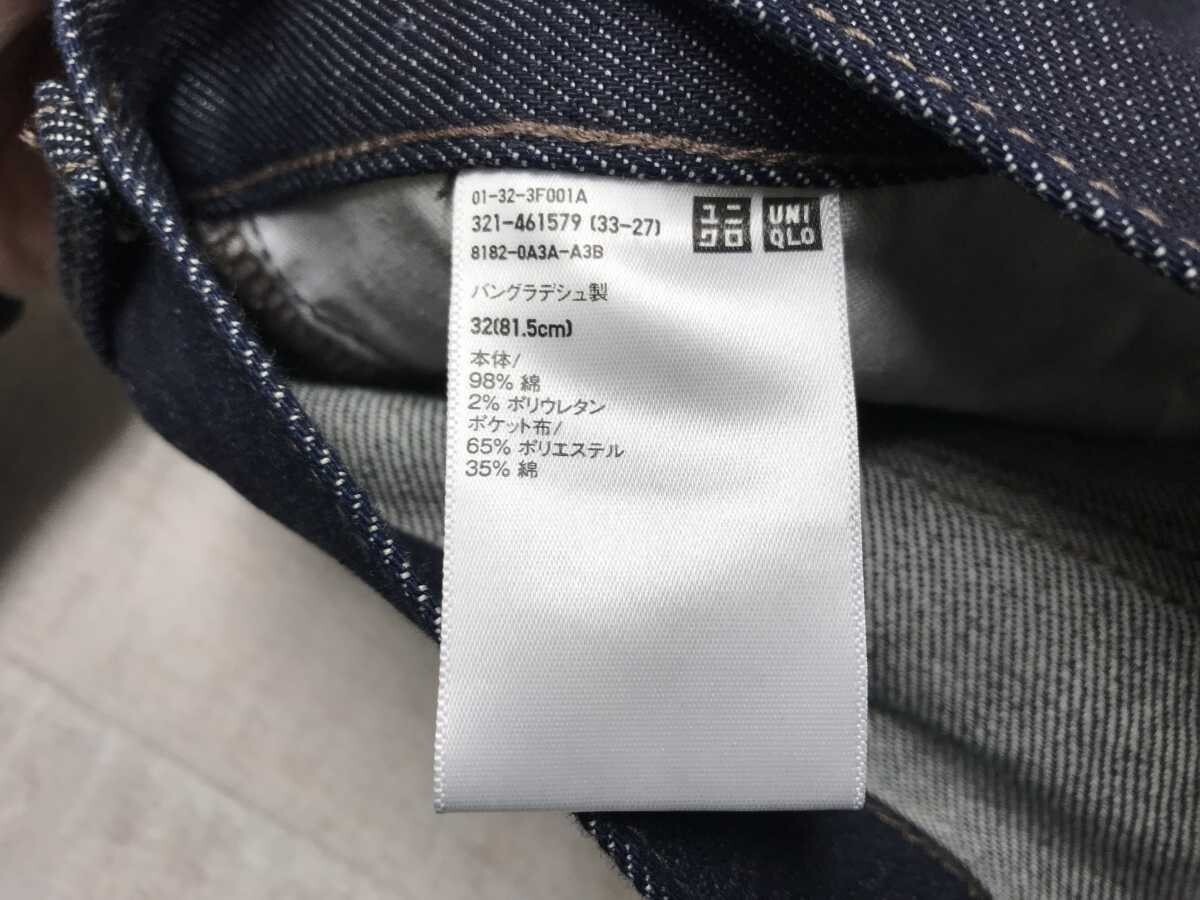 01-32-3F001A
321-461579 (33-27)
8182-0A3A-A3B
ユニ
クロ
UNI
QLO
バングラデシュ製
32(81.5cm)
本体/
98% 綿
2% ポリウレタン
ポケット布/
65% ポリエステル
35% 綿